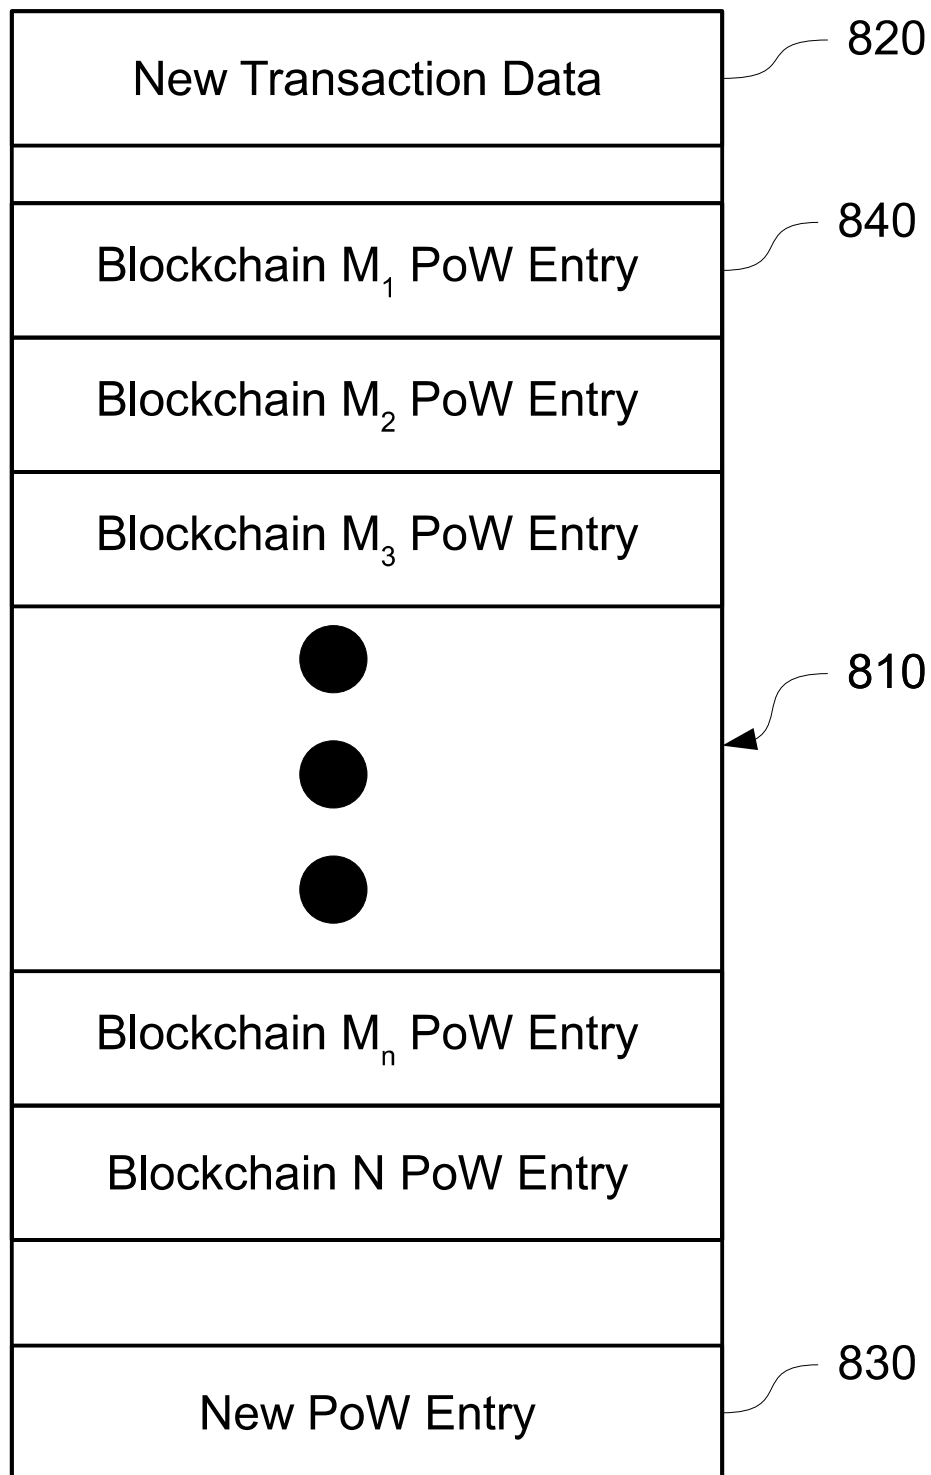 New Transaction Data
820
Blockchain M₁ PoW Entry
840
Blockchain M₂ PoW Entry
Blockchain M₃ PoW Entry
810
Blockchain Mₙ PoW Entry
Blockchain N PoW Entry
New PoW Entry
830